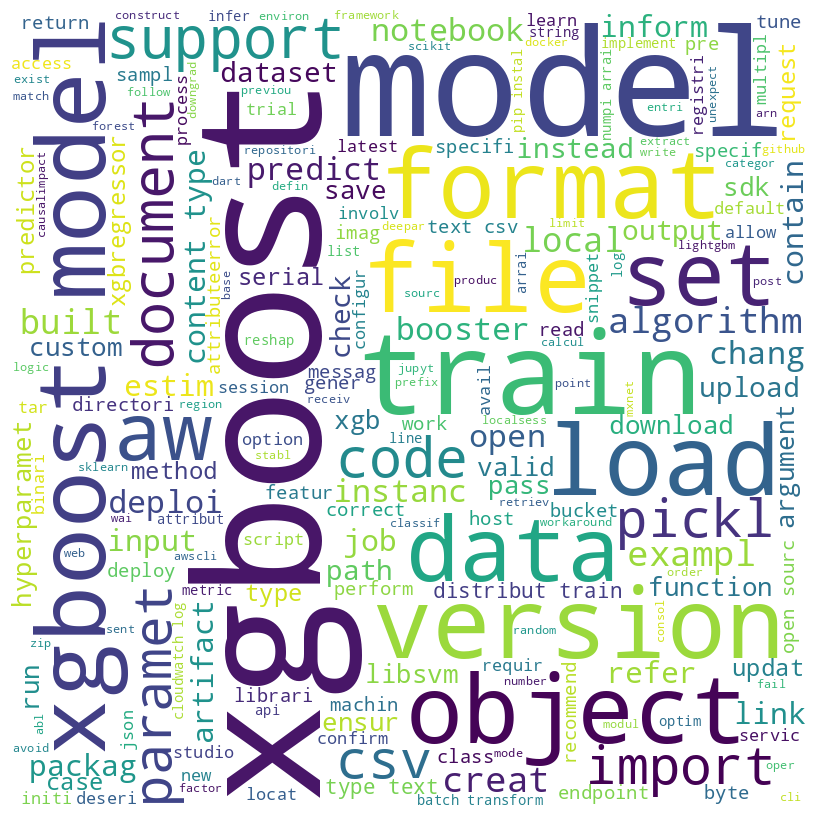 return
construct
infer
environ
framework
learn
tune
support
notebook
scikit
string
docker
inform
implement
pre
access
exist
sampl
dataset
previou
model
pip instal
numpi arrai
registri
unexpect
multipl
request
match
follow
process
downgrad
trial
forest
repositori
latest
specifi
instead
entri
extract
write
specif
arn
github
categor
predictor
causalimpact
model
xgbregressor
document
content type
attributeerror
dart
defin
predict
save
format
sdk
default
contain
involv
imag
deepar
text csv
limit
local
output
allow
list
lightgbm
base
xgboost
serial
check
configur
file
produc
arrai
sourc
snippet
log
set
post
built
custom
reshap
booster
read
algorithm
logic
calcul
jupyt
prefix
train
messag
gener
receiv
avail
point
mxnet
chang
upload
estim
session
tar
directori
region
option
xgb
work
localsess
download
binari
hyperparamet
xgboost
sklearn
aw
method
stabl
line
code
open
valid
load
argument
deploi
wai
attribut
featur
instanc
pass
retriev
bucket
pickl
correct
classif
host
workaround
web
input
awscli
script
job
data
exampl
deploy
metric
type
path
perform
distribut train
order
function
open sourc
sent
paramet
cloudwatch log
artifact
version
random
consol
zip
run
librari
libsvm
requir
refer
updat
fail
abl
json
api
machin
ensur
number
object
recommend
modul
optim
link
servic
avoid
studio
confirm
packag
case
new
factor
locat
csv
class
mode
creat
import
oper
initi
deseri
type text
batch transform
endpoint
byte
cli